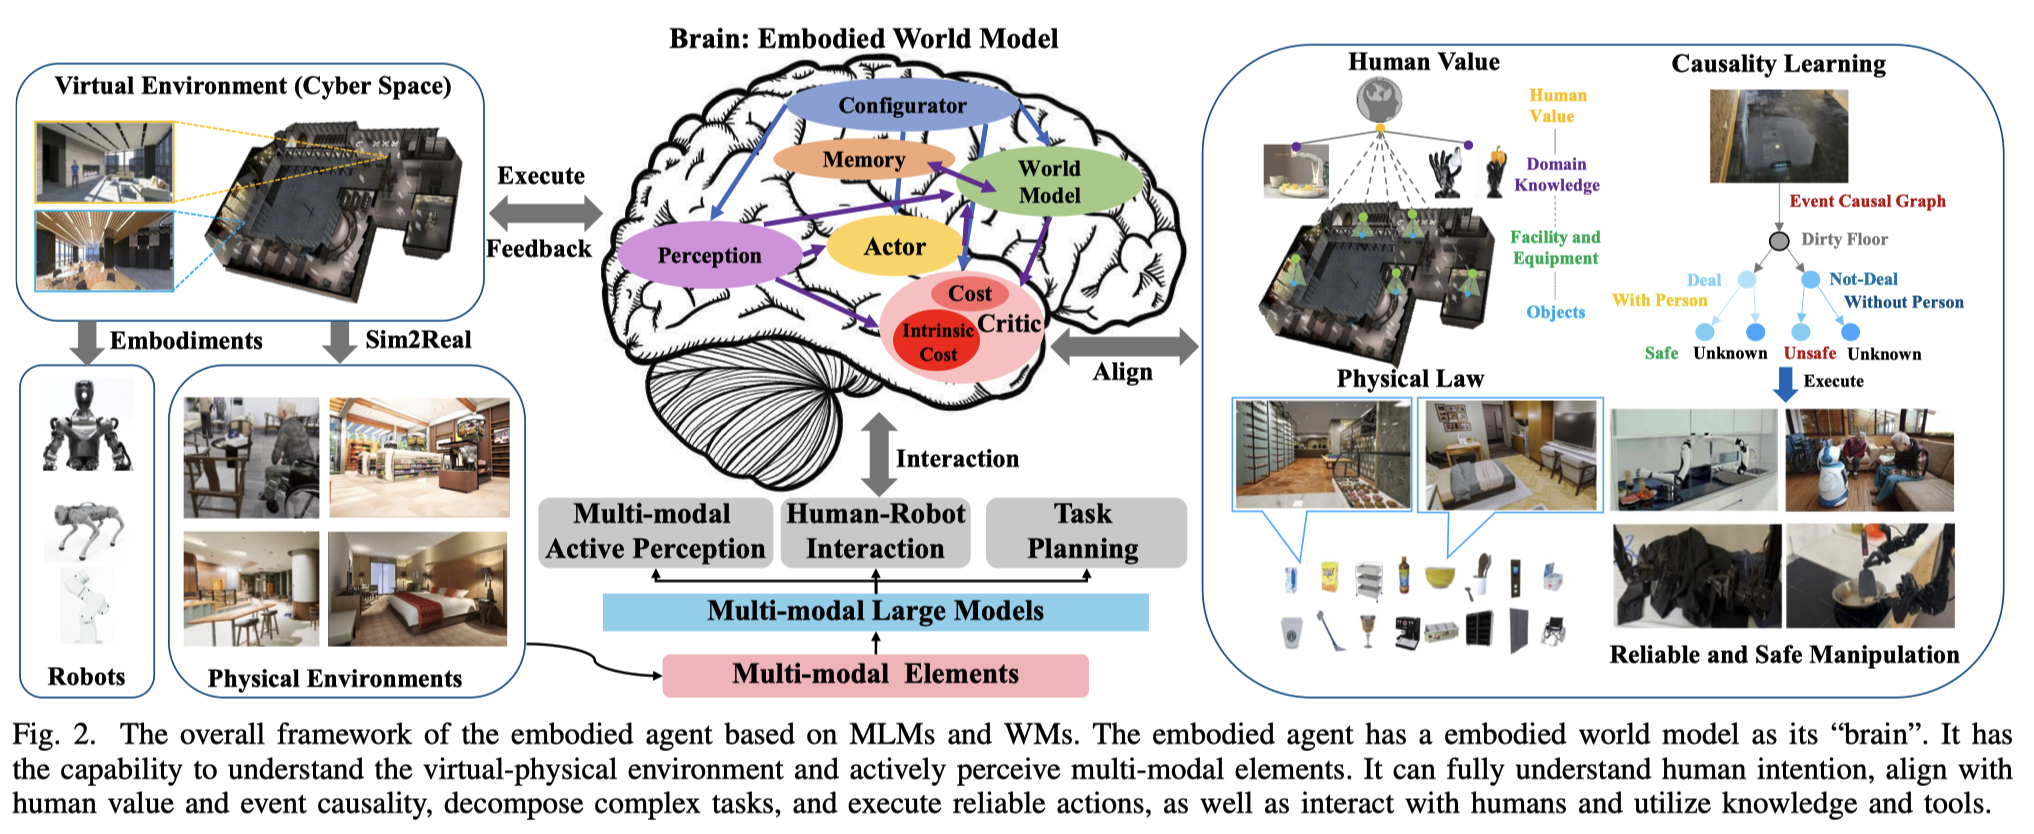 Brain: Embodied World Model
Virtual Environment (Cyber Space)
Execute
Feedback
Embodiments
Sim2Real
Robots
Physical Environments
Configurator
Memory
World
Model
Perception
Actor
Cost
Critic
Intrinsic
Cost
Align
Interaction
Multi-modal
Active Perception
Human-Robot
Interaction
Task
Planning
Multi-modal Large Models
Multi-modal Elements
Human Value
Human
Value
Domain
Knowledge
Facility and
Equipment
Objects
Physical Law
Causality Learning
Event Causal Graph
Dirty Floor
Deal
Not-Deal
With Person
Without Person
Safe
Unknown
Unsafe
Unknown
Execute
Reliable and Safe Manipulation
Fig. 2. The overall framework of the embodied agent based on MLMs and WMs. The embodied agent has a embodied world model as its “brain”. It has
the capability to understand the virtual-physical environment and actively perceive multi-modal elements. It can fully understand human intention, align with
human value and event causality, decompose complex tasks, and execute reliable actions, as well as interact with humans and utilize knowledge and tools.